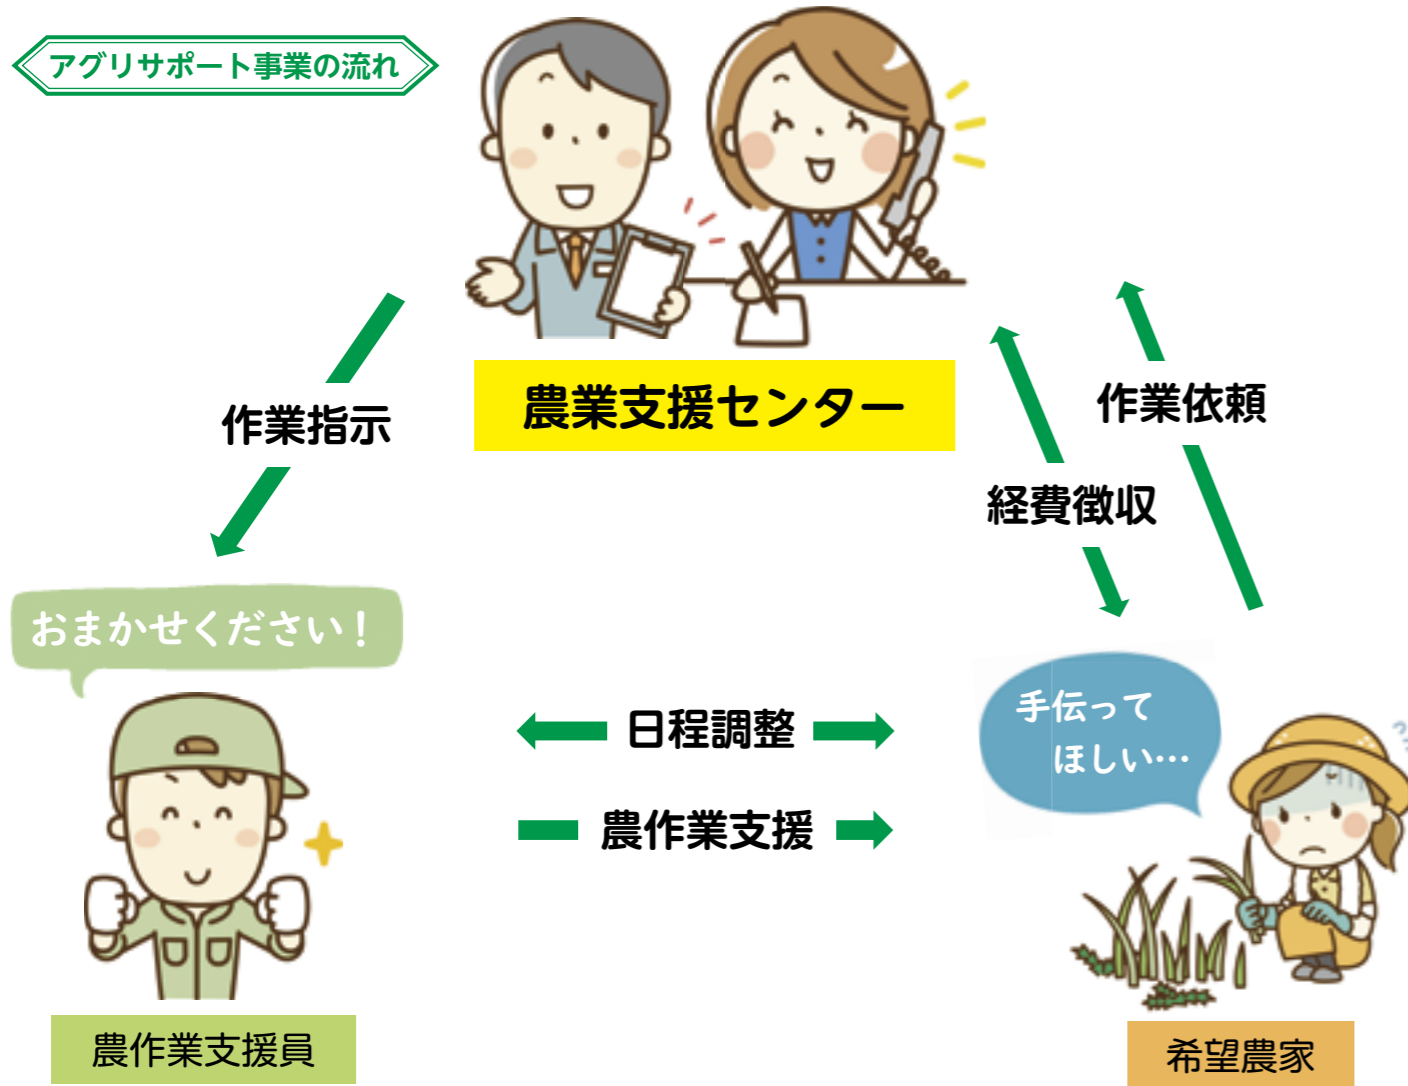 アグリサポート事業の流れ
農業支援センター
作業指示
作業依頼
経費徴収
おまかせください！
日程調整
手伝って
ほしい…
農作業支援
農作業支援員
希望農家